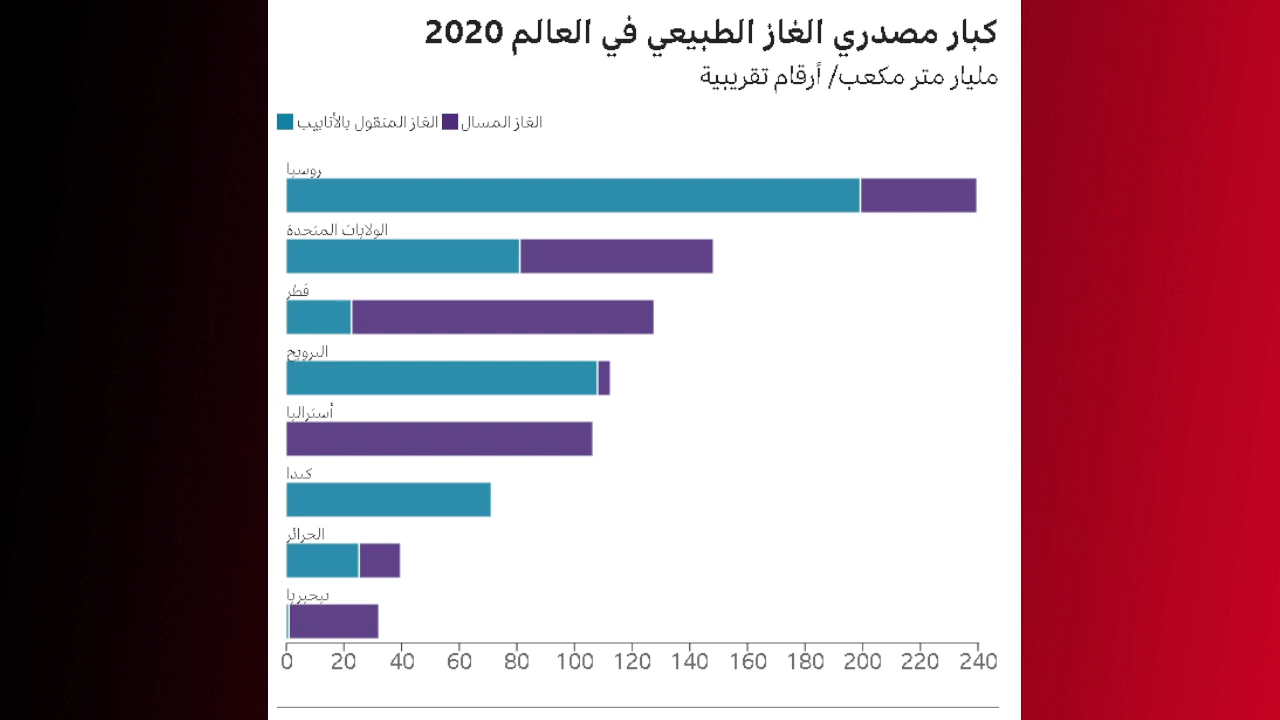 كبار مصدري الغاز الطبيعي في العالم 2020
مليار متر مكعب/ أرقام تقريبية
الغاز المنقول بالأنابيب الغاز المسال
روسيا
الولايات المتحدة
قطر
النرويج
أستراليا
كندا
الجزائر
نيجيريا
0 20 40 60 80 100 120 140 160 180 200 220 240